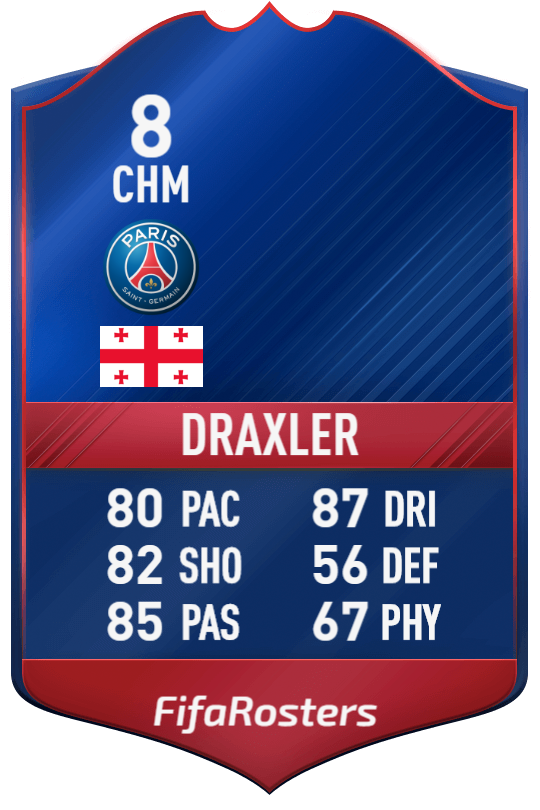 8
CHM
PARIS
SAINT-GERMAIN
DRAXLER
80 PAC 87 DRI
82 SHO 56 DEF
85 PAS 67 PHY
FifaRosters